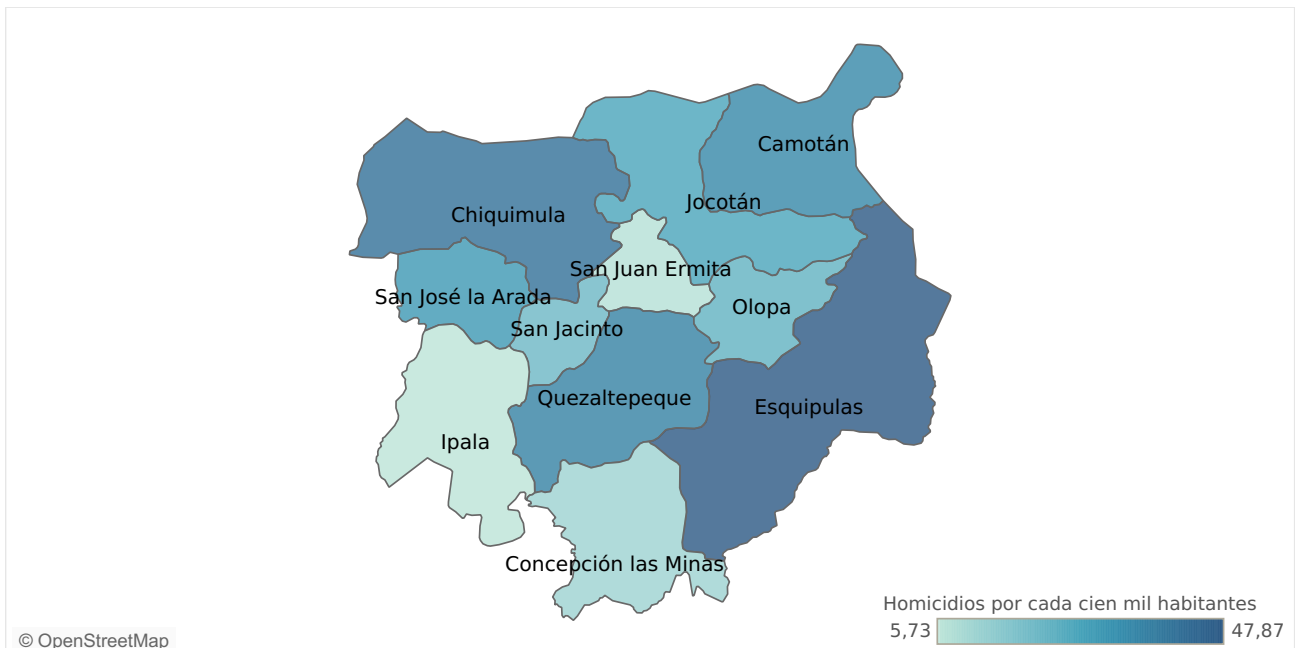 Camotán
Jocotán
Chiquimula
San Juan Ermita
San José la Arada
Olopa
San Jacinto
Quezaltepeque
Esquipulas
Ipala
Concepción las Minas
Homicidios por cada cien mil habitantes
5,73 47,87
© OpenStreetMap